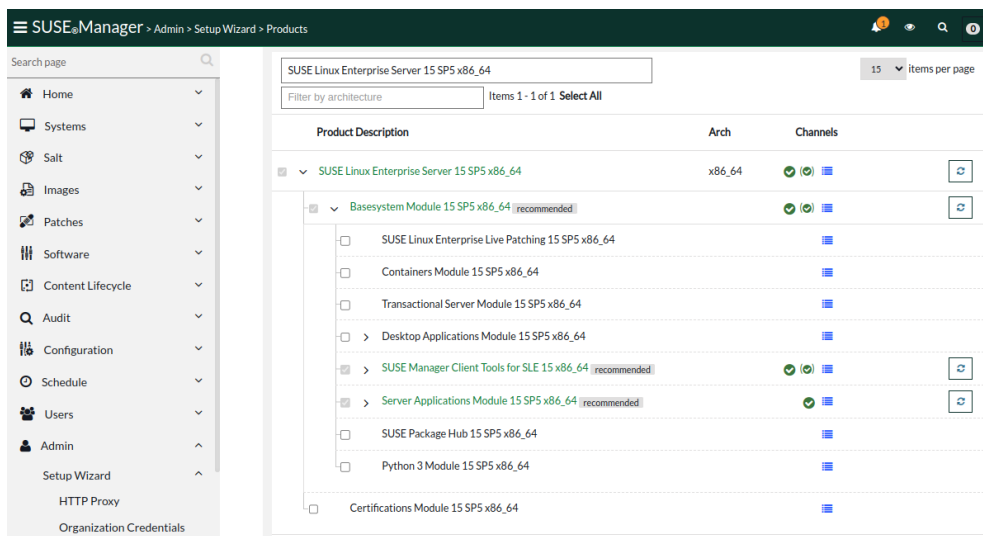 SUSE®Manager > Admin > Setup Wizard > Products
1
0
Search page
Home
Systems
Salt
Images
Patches
Software
Content Lifecycle
Audit
Configuration
Schedule
Users
Admin
Setup Wizard
HTTP Proxy
Organization Credentials
SUSE Linux Enterprise Server 15 SP5 x86_64
15 items per page
Filter by architecture
Items 1 - 1 of 1 Select All
Product Description Arch Channels
SUSE Linux Enterprise Server 15 SP5 x86_64 x86_64
Basesystem Module 15 SP5 x86_64 recommended
SUSE Linux Enterprise Live Patching 15 SP5 x86_64
Containers Module 15 SP5 x86_64
Transactional Server Module 15 SP5 x86_64
Desktop Applications Module 15 SP5 x86_64
SUSE Manager Client Tools for SLE 15 x86_64 recommended
Server Applications Module 15 SP5 x86_64 recommended
SUSE Package Hub 15 SP5 x86_64
Python 3 Module 15 SP5 x86_64
Certifications Module 15 SP5 x86_64